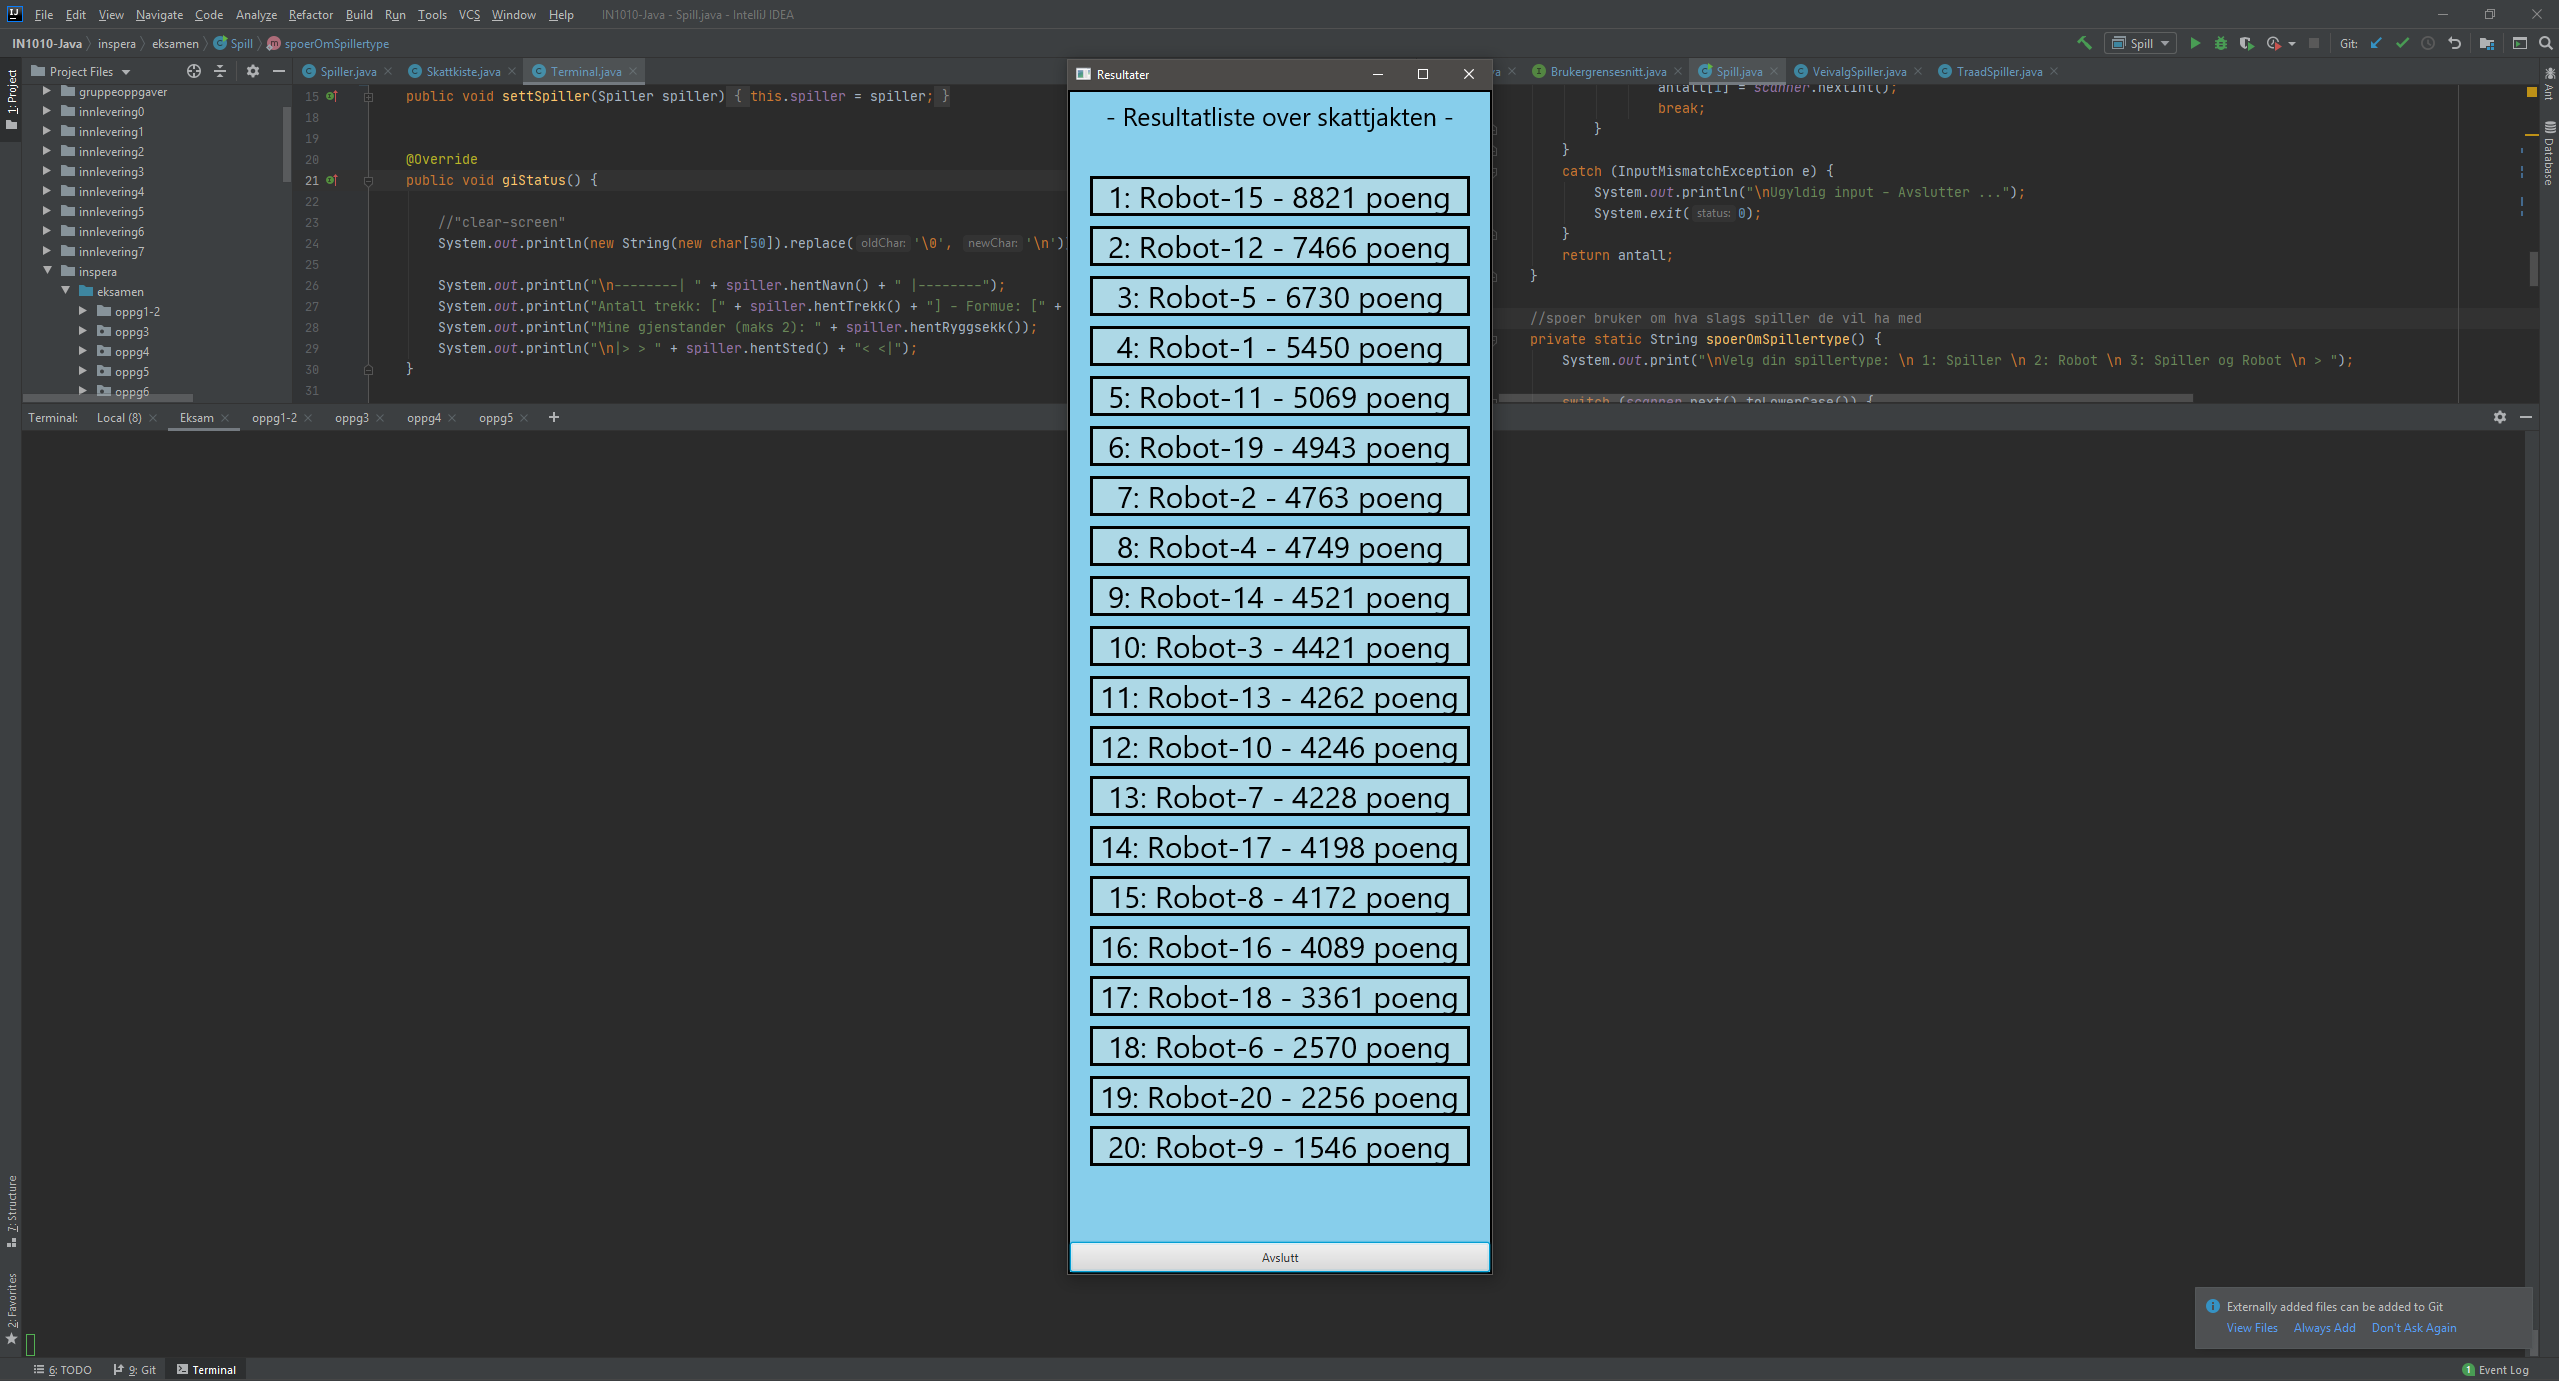 File Edit View Navigate Code Analyze Refactor Build Run Tools VCS Window Help IN1010-Java - Spill.java - IntelliJ IDEA
IN1010-Java inspera eksamen Spill spoerOmSpillertype
Spill Git:
1: Project
Project Files
gruppeoppgaver
innlevering0
innlevering1
innlevering2
innlevering3
innlevering4
innlevering5
innlevering6
innlevering7
inspera
eksamen
oppg1-2
oppg3
oppg4
oppg5
oppg6
Spiller.java Skattkiste.java Terminal.java
15 public void settSpiller(Spiller spiller) { this.spiller = spiller; }
18
19
20 @Override
21 public void giStatus() {
22
23 //"clear-screen"
24 System.out.println(new String(new char[50]).replace( oldChar: '\0', newChar: '\n')
25
26 System.out.println("\n--------| " + spiller.hentNavn() + " |--------");
27 System.out.println("Antall trekk: [" + spiller.hentTrekk() + "] - Formue: [" +
28 System.out.println("Mine gjenstander (maks 2): " + spiller.hentRyggsekk());
29 System.out.println("\n|> > " + spiller.hentSted() + "< <|");
30 }
31
Resultater
- Resultatliste over skattjakten -
1: Robot-15 - 8821 poeng
2: Robot-12 - 7466 poeng
3: Robot-5 - 6730 poeng
4: Robot-1 - 5450 poeng
5: Robot-11 - 5069 poeng
6: Robot-19 - 4943 poeng
7: Robot-2 - 4763 poeng
8: Robot-4 - 4749 poeng
9: Robot-14 - 4521 poeng
10: Robot-3 - 4421 poeng
11: Robot-13 - 4262 poeng
12: Robot-10 - 4246 poeng
13: Robot-7 - 4228 poeng
14: Robot-17 - 4198 poeng
15: Robot-8 - 4172 poeng
16: Robot-16 - 4089 poeng
17: Robot-18 - 3361 poeng
18: Robot-6 - 2570 poeng
19: Robot-20 - 2256 poeng
20: Robot-9 - 1546 poeng
Avslutt
va Brukergrensesnitt.java Spill.java VeivalgSpiller.java TraadSpiller.java
antall[i] = scanner.nextInt();
break;
}
}
catch (InputMismatchException e) {
System.out.println("\nUgyldig input - Avslutter ...");
System.exit( status: 0);
}
return antall;
}
//spoer bruker om hva slags spiller de vil ha med
private static String spoerOmSpillertype() {
System.out.print("\nVelg din spillertype: \n 1: Spiller \n 2: Robot \n 3: Spiller og Robot \n > ");
switch (scanner.next().toLowerCase()) {
Ant
Database
Terminal: Local (8) Eksam oppg1-2 oppg3 oppg4 oppg5
7: Structure
2: Favorites
Externally added files can be added to Git
View Files Always Add Don't Ask Again
6: TODO 9: Git Terminal 1 Event Log